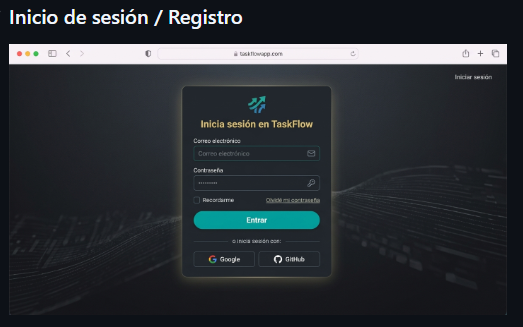 Inicio de sesión / Registro
taskflowapp.com
Iniciar sesión
Inicia sesión en TaskFlow
Correo electrónico
Correo electrónico
Contraseña
Recordarme
Olvidé mi contraseña
Entrar
o inicia sesión con:
Google
GitHub